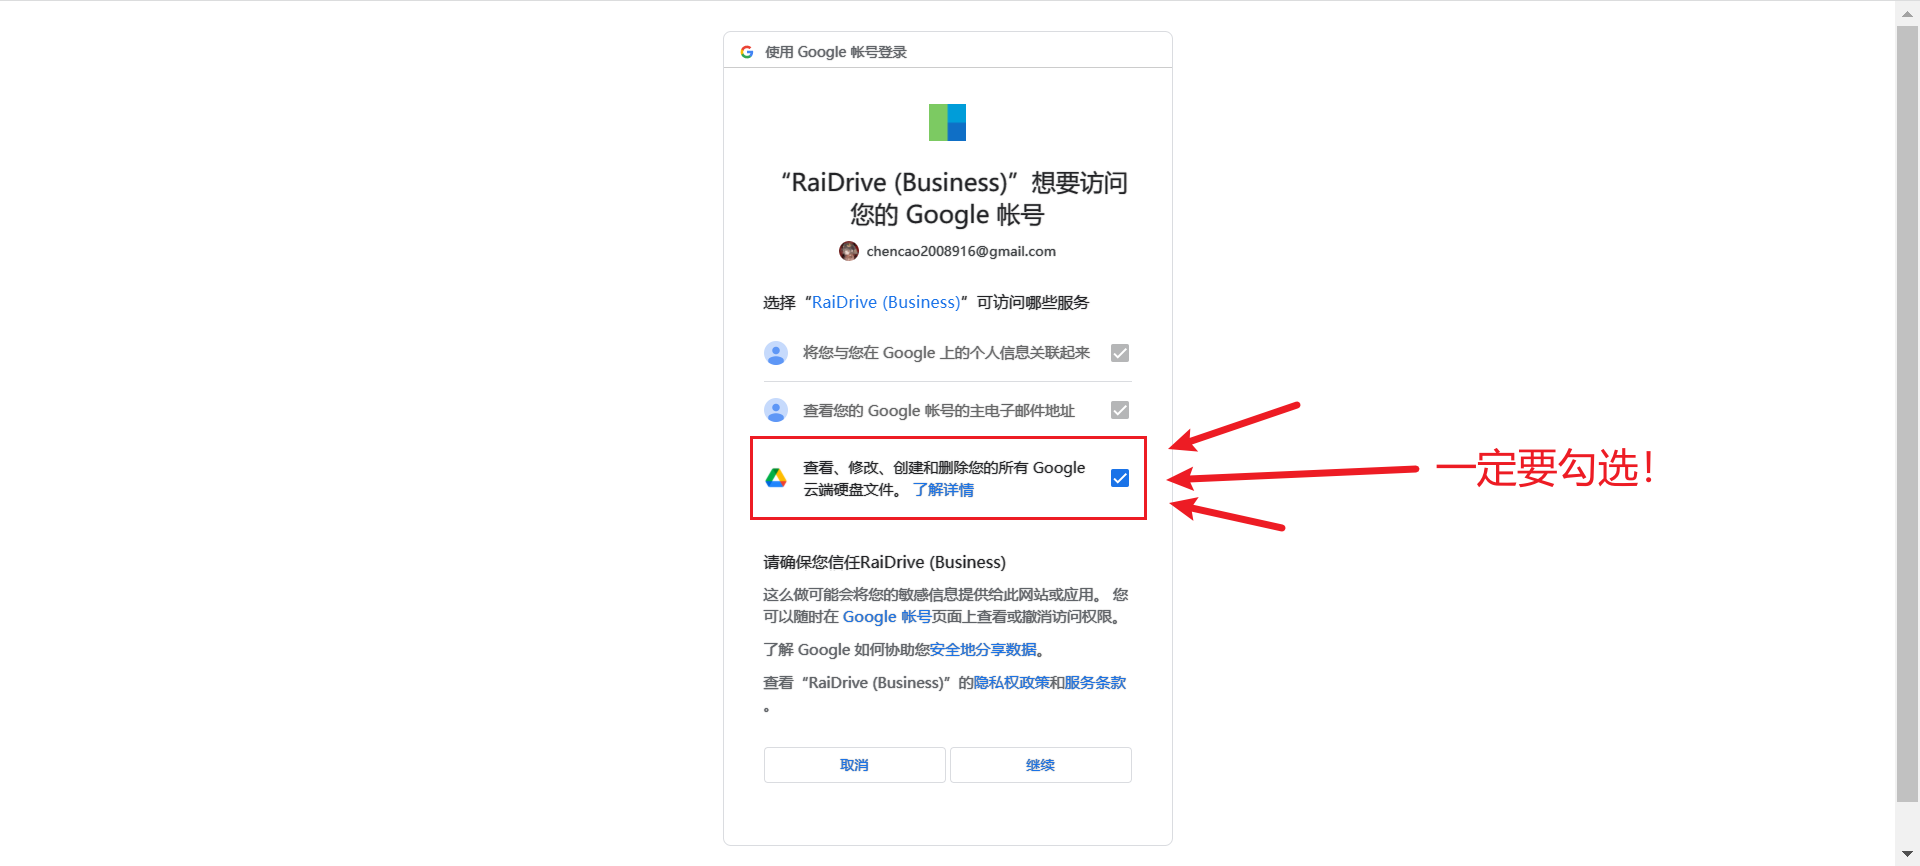 使用 Google 帐号登录
“RaiDrive (Business)”想要访问
您的 Google 帐号
chencao2008916@gmail.com
选择“RaiDrive (Business)“可访问哪些服务
将您与您在 Google 上的个人信息关联起来
查看您的 Google 帐号的主电子邮件地址
查看、修改、创建和删除您的所有 Google
云端硬盘文件。 了解详情
一定要勾选！
请确保您信任RaiDrive (Business)
这么做可能会将您的敏感信息提供给此网站或应用。 您
可以随时在 Google 帐号页面上查看或撤消访问权限。
了解 Google 如何协助您安全地分享数据。
查看“RaiDrive (Business)”的隐私权政策和服务条款
。
取消
继续